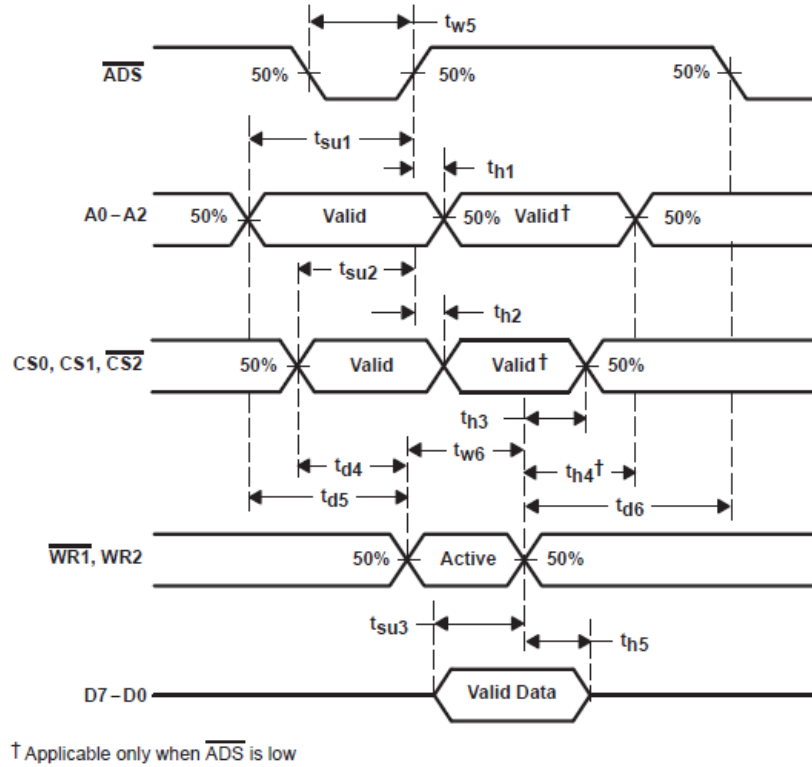 tw5
ADS 50% 50% 50%
tsu1
th1
A0–A2 50% Valid 50% Valid† 50%
tsu2
th2
CS0, CS1, CS2 50% Valid Valid† 50%
th3
tw6
td4 th4†
td5 td6
WR1, WR2 50% Active 50%
tsu3
th5
D7–D0 Valid Data
† Applicable only when ADS is low